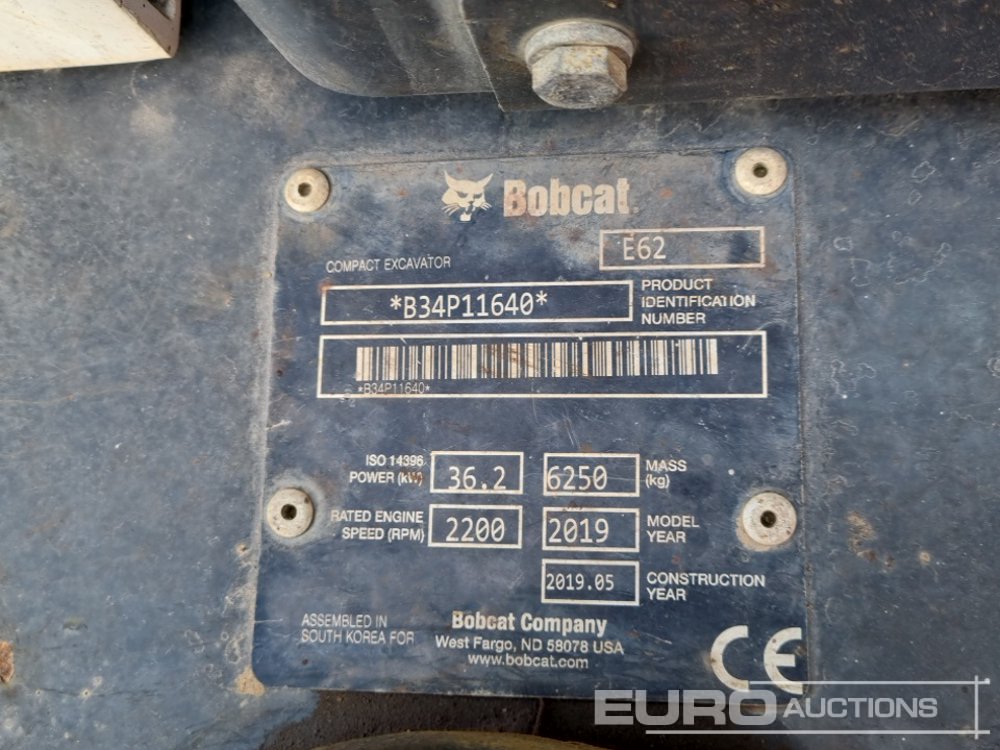 Bobcat
E62
COMPACT EXCAVATOR
*B34P11640*
PRODUCT
IDENTIFICATION
NUMBER
*B34P11640*
ISO 14396
POWER (kW)
36.2
6250
MASS
(kg)
RATED ENGINE
SPEED (RPM)
2200
2019
MODEL
YEAR
2019.05
CONSTRUCTION
YEAR
ASSEMBLED IN
SOUTH KOREA FOR
Bobcat Company
West Fargo, ND 58078 USA
www.bobcat.com
CE
EURO AUCTIONS